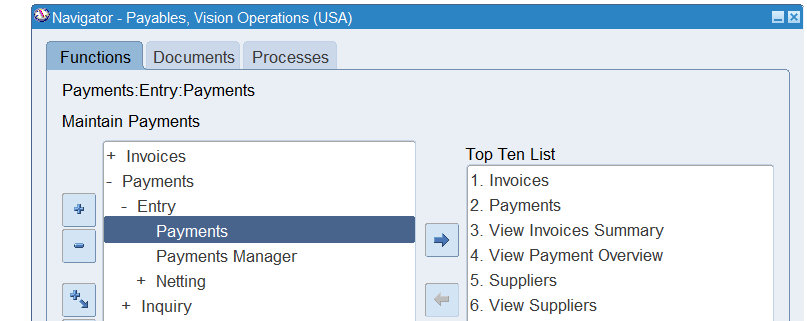 Navigator - Payables, Vision Operations (USA)
Functions Documents Processes
Payments:Entry:Payments
Maintain Payments
+ Invoices
- Payments
- Entry
Payments
Payments Manager
+ Netting
+ Inquiry
Top Ten List
1. Invoices
2. Payments
3. View Invoices Summary
4. View Payment Overview
5. Suppliers
6. View Suppliers